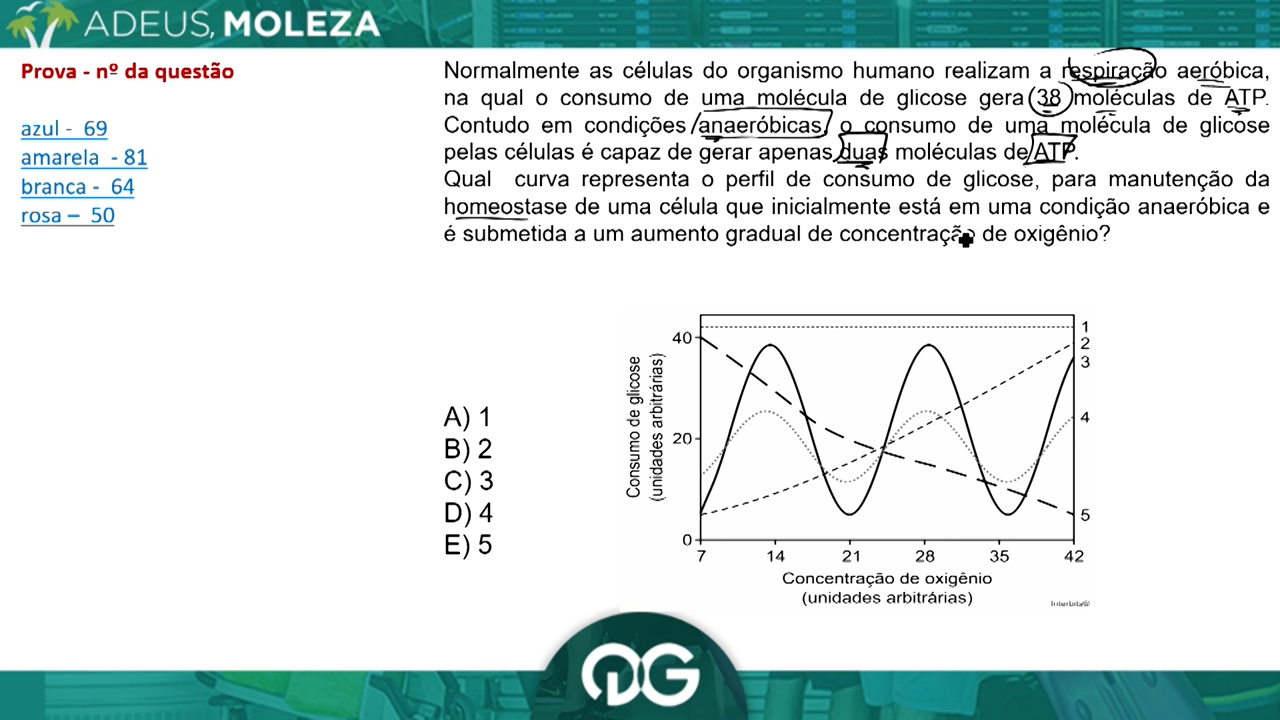 ADEUS, MOLEZA
Prova - nº da questão
azul - 69
amarela - 81
branca - 64
rosa – 50
Normalmente as células do organismo humano realizam a respiração aeróbica,
na qual o consumo de uma molécula de glicose gera 38 moléculas de ATP.
Contudo em condições anaeróbicas, o consumo de uma molécula de glicose
pelas células é capaz de gerar apenas duas moléculas de ATP.
Qual curva representa o perfil de consumo de glicose, para manutenção da
homeostase de uma célula que inicialmente está em uma condição anaeróbica e
é submetida a um aumento gradual de concentração de oxigênio?
A) 1
B) 2
C) 3
D) 4
E) 5
Consumo de glicose
(unidades arbitrárias)
40
20
0
1
2
3
4
5
7 14 21 28 35 42
Concentração de oxigênio
(unidades arbitrárias)
QG